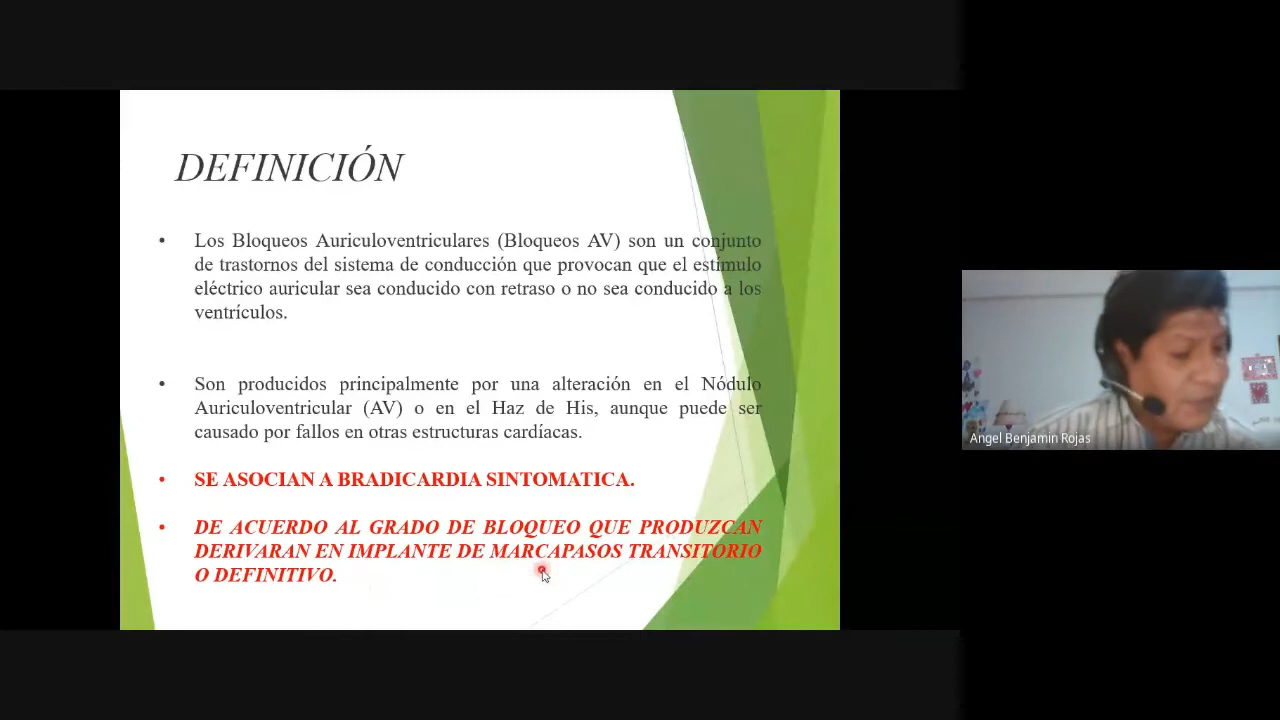 DEFINICIÓN
• Los Bloqueos Auriculoventriculares (Bloqueos AV) son un conjunto
de trastornos del sistema de conducción que provocan que el estímulo
eléctrico auricular sea conducido con retraso o no sea conducido a los
ventrículos.
• Son producidos principalmente por una alteración en el Nódulo
Auriculoventricular (AV) o en el Haz de His, aunque puede ser
causado por fallos en otras estructuras cardíacas.
• SE ASOCIAN A BRADICARDIA SINTOMATICA.
• DE ACUERDO AL GRADO DE BLOQUEO QUE PRODUZCAN
DERIVARAN EN IMPLANTE DE MARCAPASOS TRANSITORIO
O DEFINITIVO.
Angel Benjamin Rojas